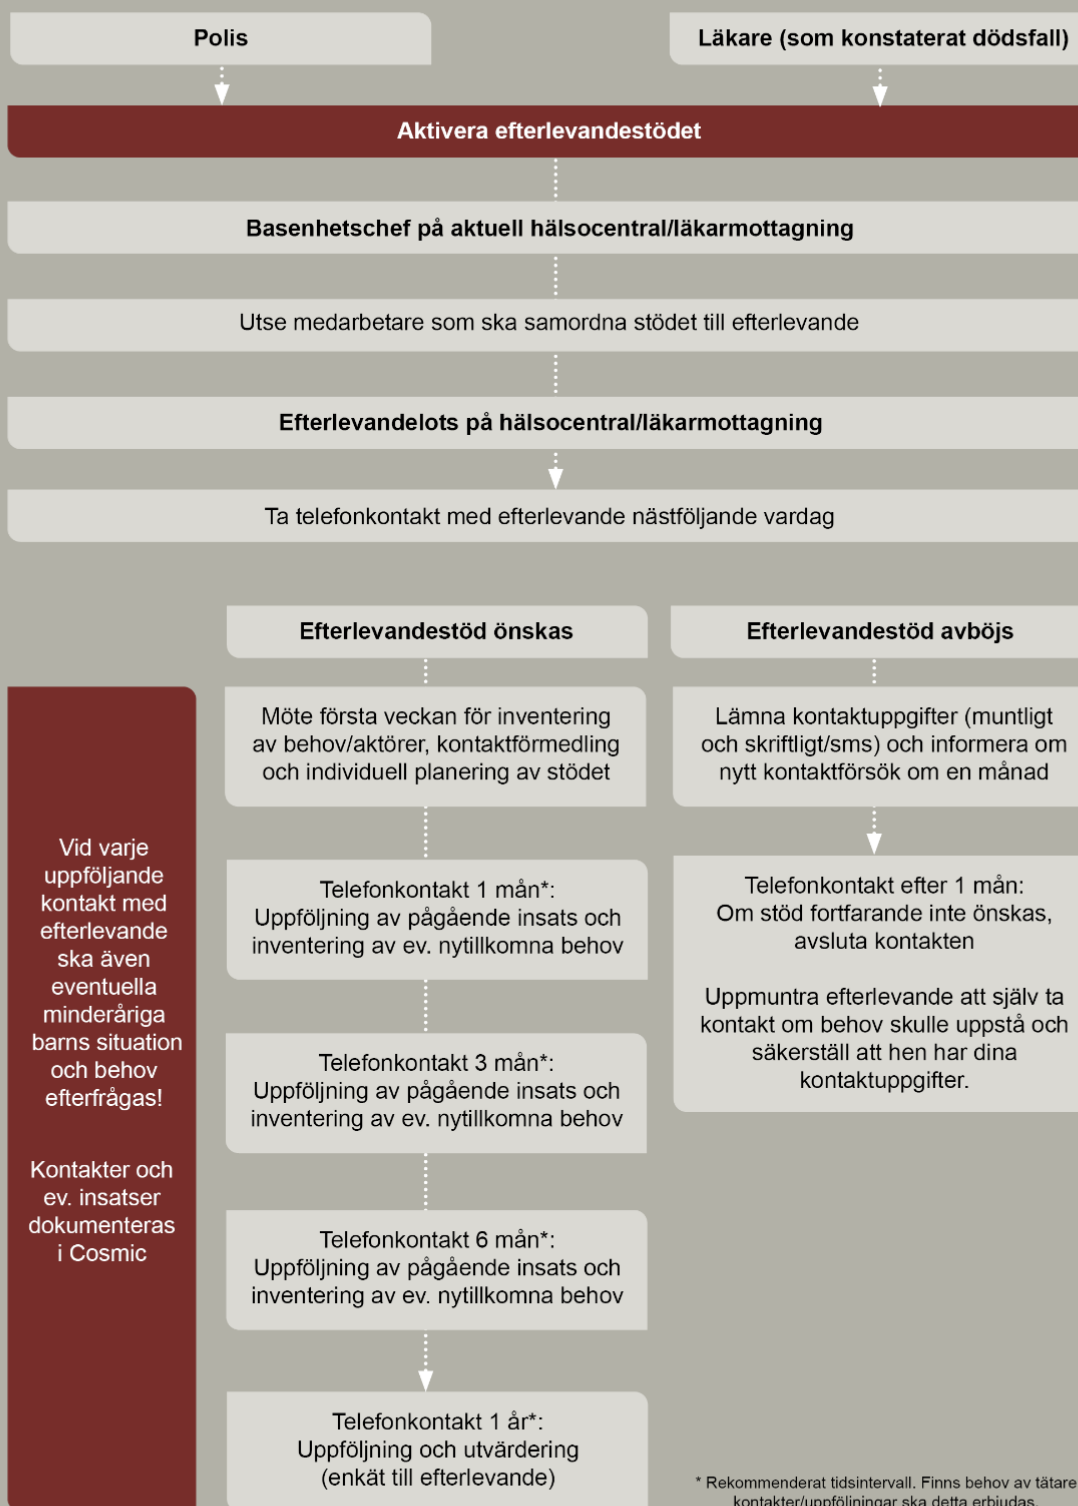 Polis
Läkare (som konstaterat dödsfall)
Aktivera efterlevandestödet
Basenhetschef på aktuell hälsocentral/läkarmottagning
Utse medarbetare som ska samordna stödet till efterlevande
Efterlevandelots på hälsocentral/läkarmottagning
Ta telefonkontakt med efterlevande nästföljande vardag
Vid varje
uppföljande
kontakt med
efterlevande
ska även
eventuella
minderåriga
barns situation
och behov
efterfrågas!
Kontakter och
ev. insatser
dokumenteras
i Cosmic
Efterlevandestöd önskas
Möte första veckan för inventering
av behov/aktörer, kontaktförmedling
och individuell planering av stödet
Telefonkontakt 1 mån*:
Uppföljning av pågående insats och
inventering av ev. nytillkomna behov
Telefonkontakt 3 mån*:
Uppföljning av pågående insats och
inventering av ev. nytillkomna behov
Telefonkontakt 6 mån*:
Uppföljning av pågående insats och
inventering av ev. nytillkomna behov
Telefonkontakt 1 år*:
Uppföljning och utvärdering
(enkät till efterlevande)
Efterlevandestöd avböjs
Lämna kontaktuppgifter (muntligt
och skriftligt/sms) och informera om
nytt kontaktförsök om en månad
Telefonkontakt efter 1 mån:
Om stöd fortfarande inte önskas,
avsluta kontakten
Uppmuntra efterlevande att själv ta
kontakt om behov skulle uppstå och
säkerställ att hen har dina
kontaktuppgifter.
* Rekommenderat tidsintervall. Finns behov av tätare
kontakter/uppföljningar ska detta erbjudas.